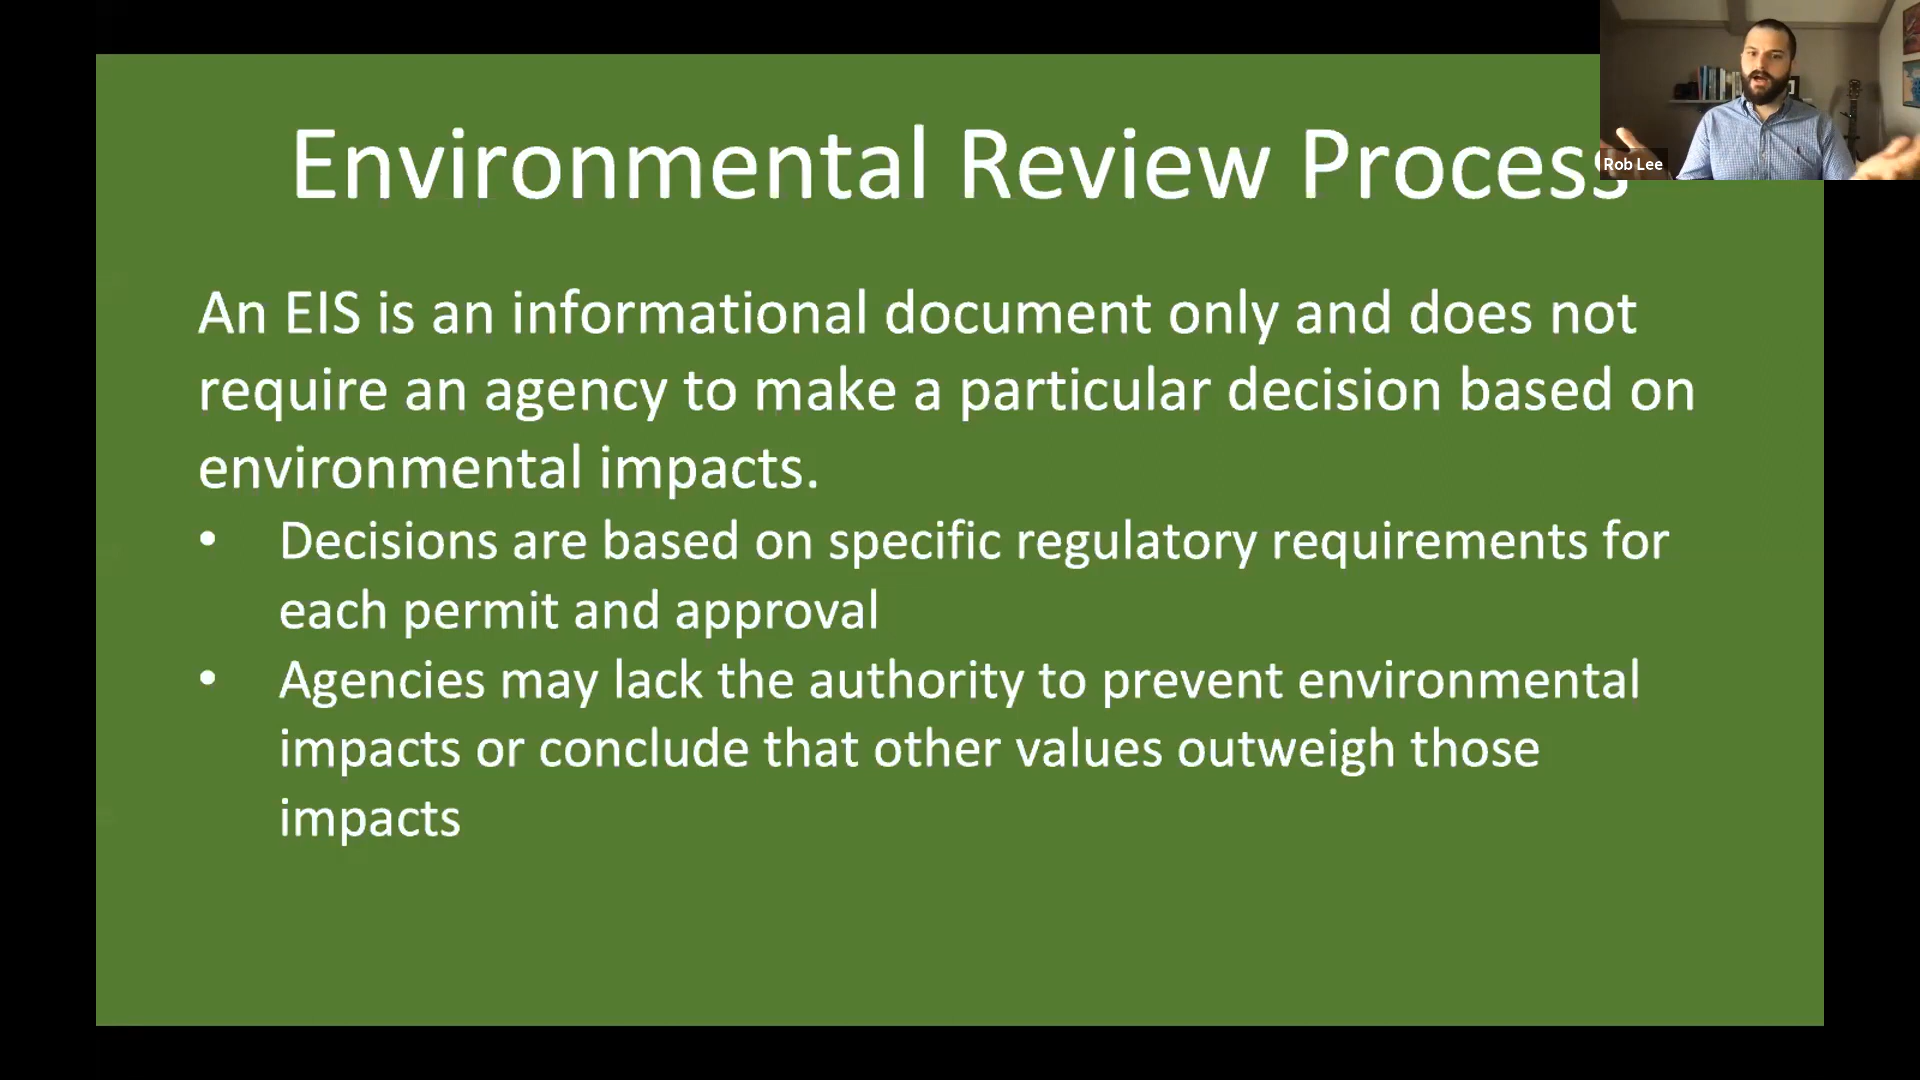 Environmental Review Process
Rob Lee
An EIS is an informational document only and does not
require an agency to make a particular decision based on
environmental impacts.
• Decisions are based on specific regulatory requirements for
each permit and approval
• Agencies may lack the authority to prevent environmental
impacts or conclude that other values outweigh those
impacts